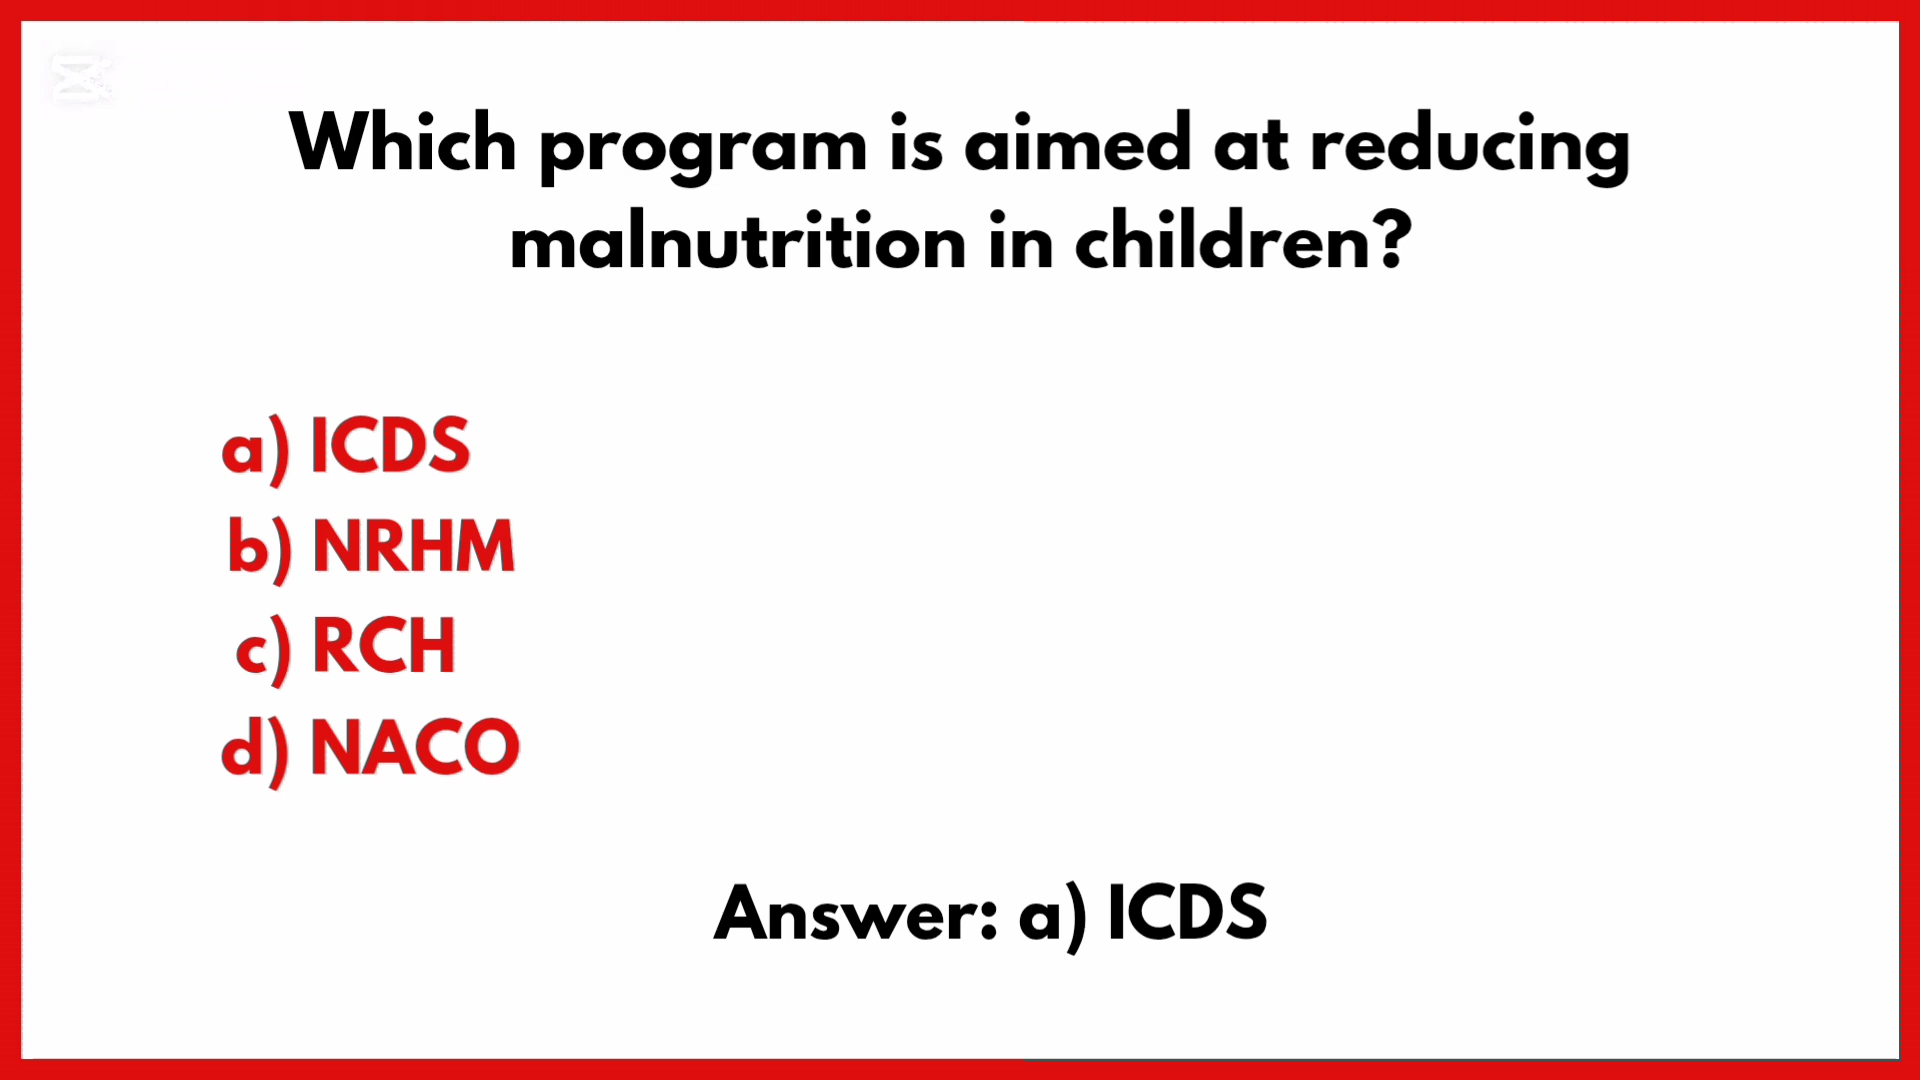 Which program is aimed at reducing
malnutrition in children?
a) ICDS
b) NRHM
c) RCH
d) NACO
Answer: a) ICDS